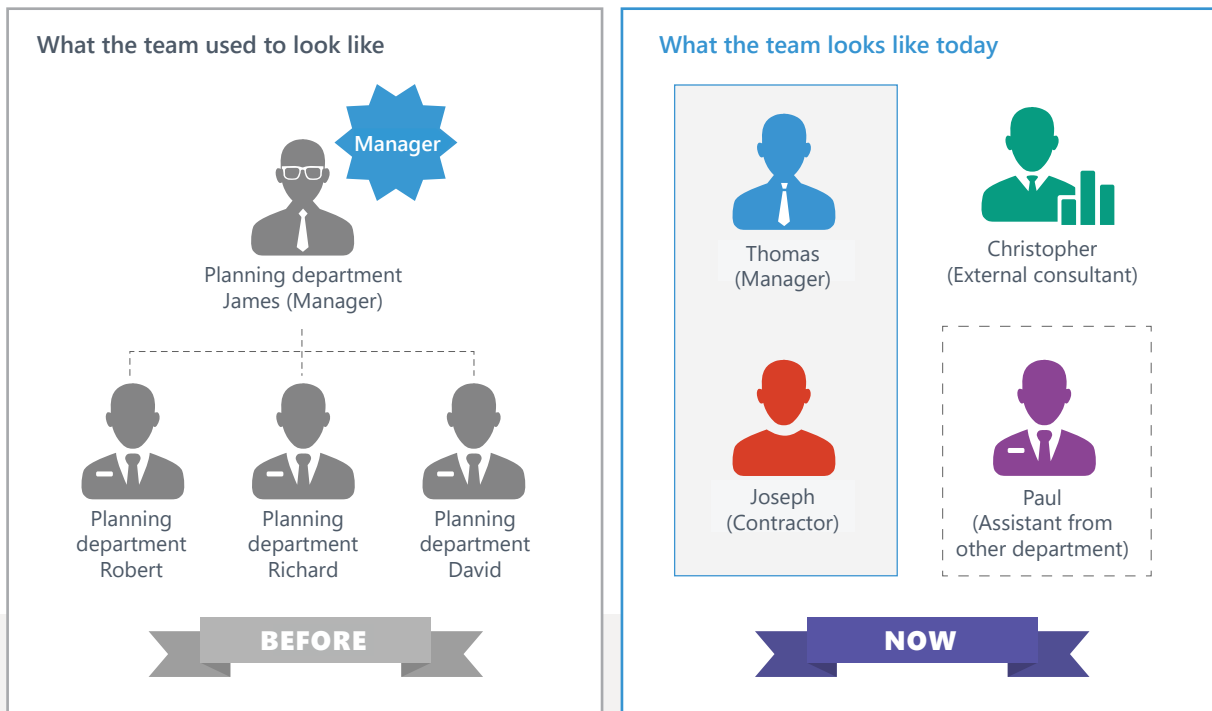 What the team used to look like
Manager
Planning department
James (Manager)
Planning
department
Robert
Planning
department
Richard
Planning
department
David
BEFORE
What the team looks like today
Thomas
(Manager)
Christopher
(External consultant)
Joseph
(Contractor)
Paul
(Assistant from
other department)
NOW